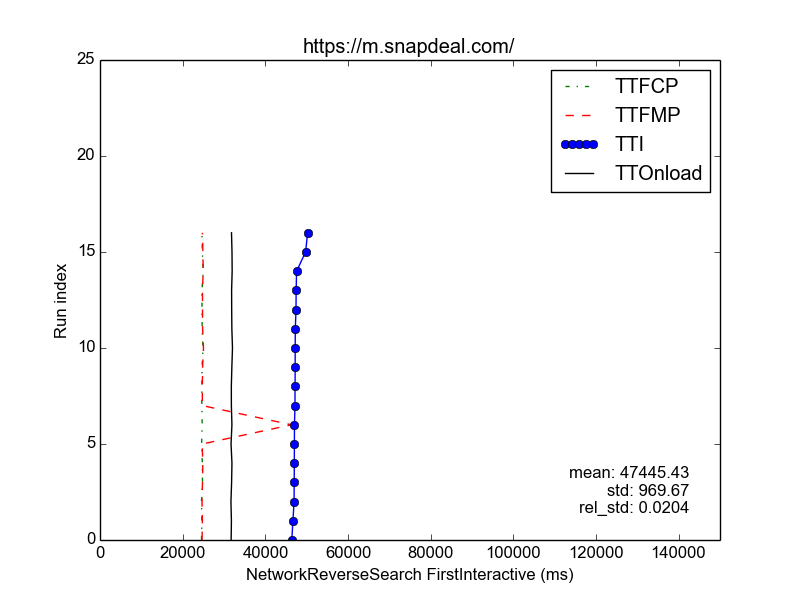 https://m.snapdeal.com/
25
20
15
10
5
0
Run index
TTFCP
TTFMP
TTI
TTOnload
mean: 47445.43
std: 969.67
rel_std: 0.0204
0 20000 40000 60000 80000 100000 120000 140000
NetworkReverseSearch FirstInteractive (ms)